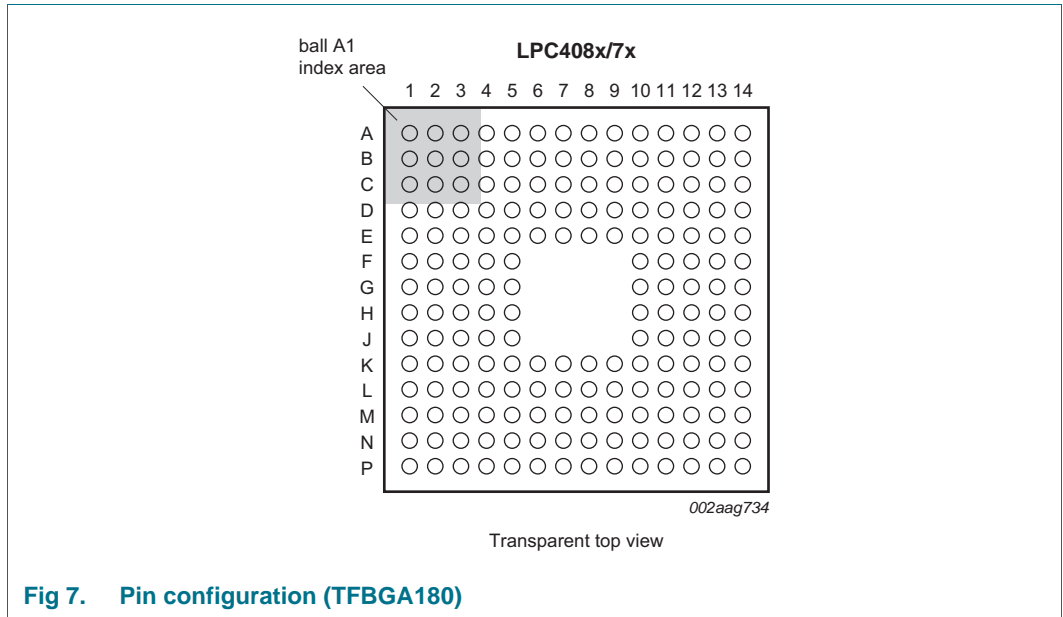 ball A1
index area
LPC408x/7x
1 2 3 4 5 6 7 8 9 10 11 12 13 14
A
B
C
D
E
F
G
H
J
K
L
M
N
P
002aag734
Transparent top view
Fig 7. Pin configuration (TFBGA180)